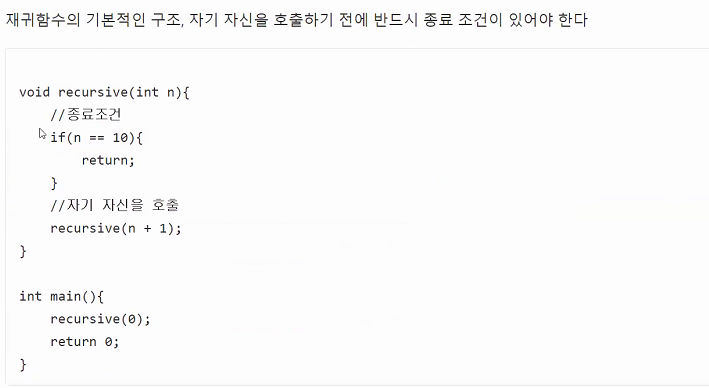 재귀함수의 기본적인 구조, 자기 자신을 호출하기 전에 반드시 종료 조건이 있어야 한다
void recursive(int n){
    //종료조건
    if(n == 10){
        return;
    }
    //자기 자신을 호출
    recursive(n + 1);
}
int main(){
    recursive(0);
    return 0;
}